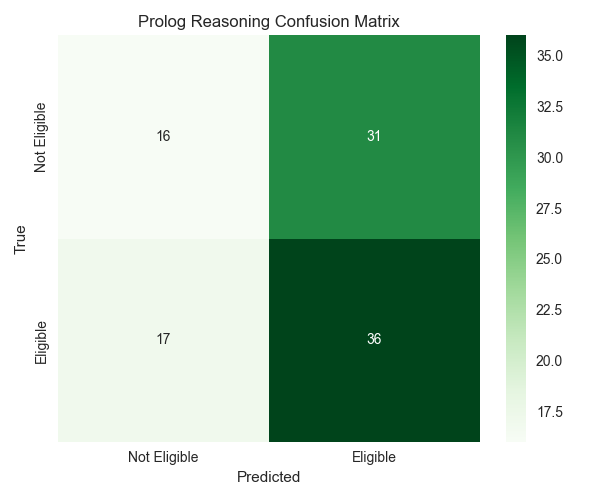 Prolog Reasoning Confusion Matrix
Not Eligible
16
31
True
Eligible
17
36
Not Eligible
Eligible
Predicted
35.0
32.5
30.0
27.5
25.0
22.5
20.0
17.5